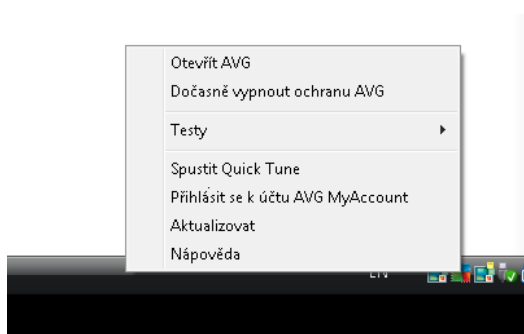 Otevřít AVG
Dočasně vypnout ochranu AVG
Testy
Spustit Quick Tune
Přihlásit se k účtu AVG MyAccount
Aktualizovat
Nápověda